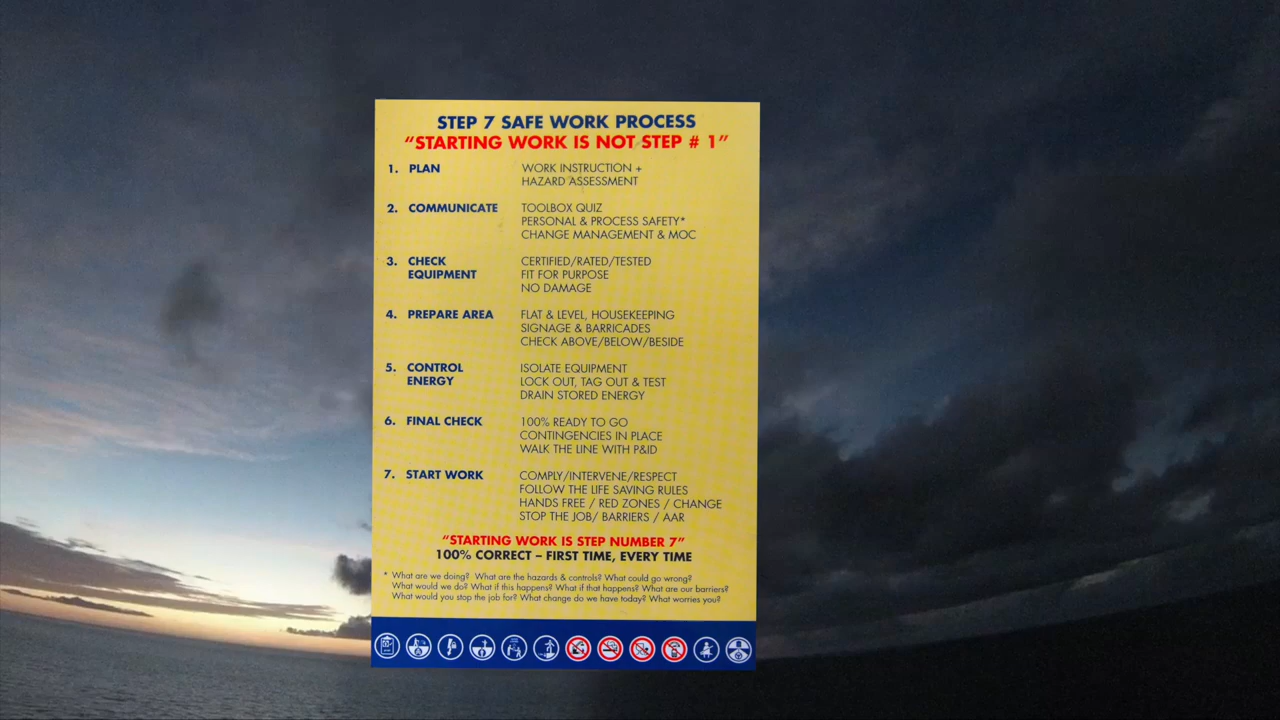 STEP 7 SAFE WORK PROCESS
"STARTING WORK IS NOT STEP # 1"
1. PLAN WORK INSTRUCTION +
HAZARD ASSESSMENT
2. COMMUNICATE TOOLBOX QUIZ
PERSONAL & PROCESS SAFETY*
CHANGE MANAGEMENT & MOC
3. CHECK CERTIFIED/RATED/TESTED
EQUIPMENT FIT FOR PURPOSE
NO DAMAGE
4. PREPARE AREA FLAT & LEVEL, HOUSEKEEPING
SIGNAGE & BARRICADES
CHECK ABOVE/BELOW/BESIDE
5. CONTROL ISOLATE EQUIPMENT
ENERGY LOCK OUT, TAG OUT & TEST
DRAIN STORED ENERGY
6. FINAL CHECK 100% READY TO GO
CONTINGENCIES IN PLACE
WALK THE LINE WITH P&ID
7. START WORK COMPLY/INTERVENE/RESPECT
FOLLOW THE LIFE SAVING RULES
HANDS FREE / RED ZONES / CHANGE
STOP THE JOB/ BARRIERS / AAR
"STARTING WORK IS STEP NUMBER 7"
100% CORRECT – FIRST TIME, EVERY TIME
* What are we doing? What are the hazards & controls? What could go wrong?
What would we do? What if this happens? What if that happens? What are our barriers?
What would you stop the job for? What change do we have today? What worries you?